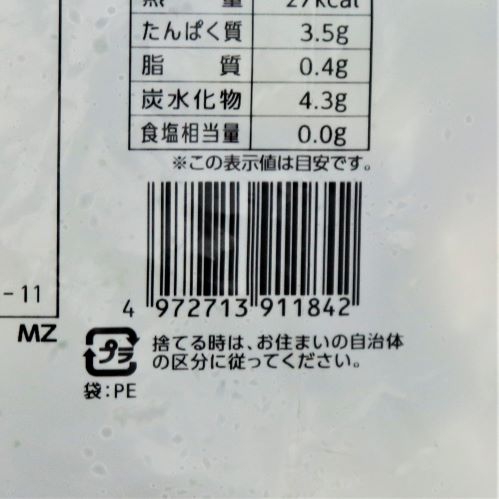 熱 量 27kcal
たんぱく質 3.5g
脂 質 0.4g
炭水化物 4.3g
食塩相当量 0.0g
※この表示値は目安です。
4 972713 911842
-11
MZ
プラ
捨てる時は、お住まいの自治体
の区分に従ってください。
袋:PE